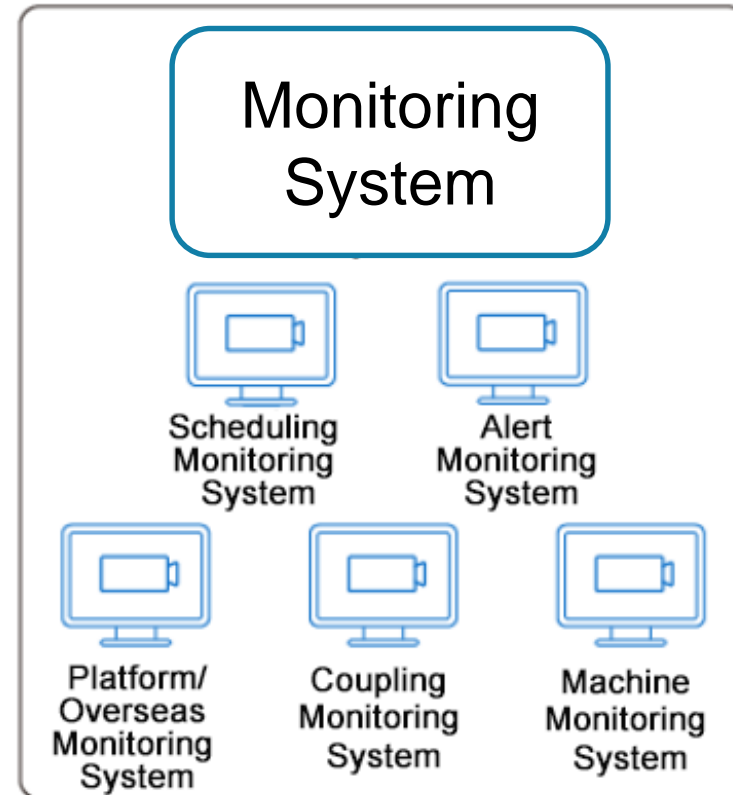 Monitoring
System
Scheduling
Monitoring
System
Alert
Monitoring
System
Platform/
Overseas
Monitoring
System
Coupling
Monitoring
System
Machine
Monitoring
System